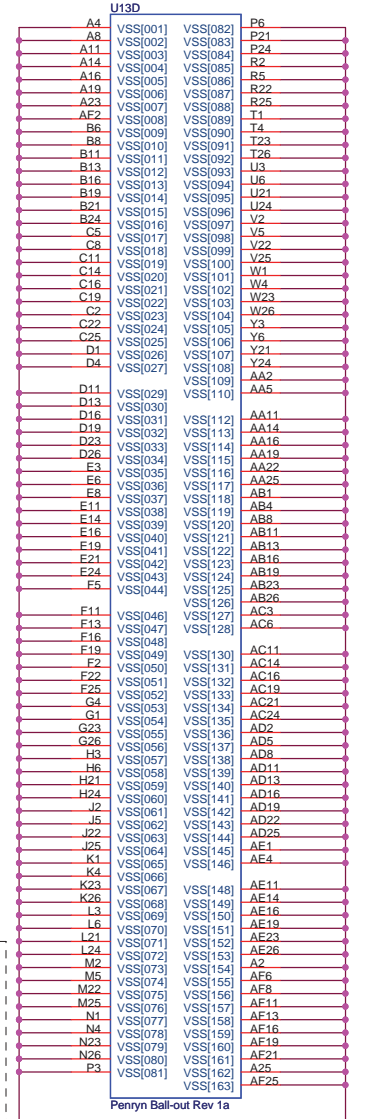 U13D
A4 VSS[001] VSS[082] P6
A8 VSS[002] VSS[083] P21
A11 VSS[003] VSS[084] P24
A14 VSS[004] VSS[085] R2
A16 VSS[005] VSS[086] R5
A19 VSS[006] VSS[087] R22
A23 VSS[007] VSS[088] R25
AF2 VSS[008] VSS[089] T1
B6 VSS[009] VSS[090] T4
B8 VSS[010] VSS[091] T23
B11 VSS[011] VSS[092] T26
B13 VSS[012] VSS[093] U3
B16 VSS[013] VSS[094] U6
B19 VSS[014] VSS[095] U21
B21 VSS[015] VSS[096] U24
B24 VSS[016] VSS[097] V2
C5 VSS[017] VSS[098] V5
C8 VSS[018] VSS[099] V22
C11 VSS[019] VSS[100] V25
C14 VSS[020] VSS[101] W1
C16 VSS[021] VSS[102] W4
C19 VSS[022] VSS[103] W23
C2 VSS[023] VSS[104] W26
C22 VSS[024] VSS[105] Y3
C25 VSS[025] VSS[106] Y6
D1 VSS[026] VSS[107] Y21
D4 VSS[027] VSS[108] Y24
VSS[109] AA2
D11 VSS[029] VSS[110] AA5
D13 VSS[030]
D16 VSS[031] VSS[112] AA11
D19 VSS[032] VSS[113] AA14
D23 VSS[033] VSS[114] AA16
D26 VSS[034] VSS[115] AA19
E3 VSS[035] VSS[116] AA22
E6 VSS[036] VSS[117] AA25
E8 VSS[037] VSS[118] AB1
E11 VSS[038] VSS[119] AB4
E14 VSS[039] VSS[120] AB8
E16 VSS[040] VSS[121] AB11
E19 VSS[041] VSS[122] AB13
E21 VSS[042] VSS[123] AB16
E24 VSS[043] VSS[124] AB19
F5 VSS[044] VSS[125] AB23
VSS[126] AB26
F11 VSS[046] VSS[127] AC3
F13 VSS[047] VSS[128] AC6
F16 VSS[048]
F19 VSS[049] VSS[130] AC11
F2 VSS[050] VSS[131] AC14
F22 VSS[051] VSS[132] AC16
F25 VSS[052] VSS[133] AC19
G4 VSS[053] VSS[134] AC21
G1 VSS[054] VSS[135] AC24
G23 VSS[055] VSS[136] AD2
G26 VSS[056] VSS[137] AD5
H3 VSS[057] VSS[138] AD8
H6 VSS[058] VSS[139] AD11
H21 VSS[059] VSS[140] AD13
H24 VSS[060] VSS[141] AD16
J2 VSS[061] VSS[142] AD19
J5 VSS[062] VSS[143] AD22
J22 VSS[063] VSS[144] AD25
J25 VSS[064] VSS[145] AE1
K1 VSS[065] VSS[146] AE4
K4 VSS[066]
K23 VSS[067] VSS[148] AE11
K26 VSS[068] VSS[149] AE14
L3 VSS[069] VSS[150] AE16
L6 VSS[070] VSS[151] AE19
L21 VSS[071] VSS[152] AE23
L24 VSS[072] VSS[153] AE26
M2 VSS[073] VSS[154] A2
M5 VSS[074] VSS[155] AF6
M22 VSS[075] VSS[156] AF8
M25 VSS[076] VSS[157] AF11
N1 VSS[077] VSS[158] AF13
N4 VSS[078] VSS[159] AF16
N23 VSS[079] VSS[160] AF19
N26 VSS[080] VSS[161] AF21
P3 VSS[081] VSS[162] A25
VSS[163] AF25
Penryn Ball-out Rev 1a